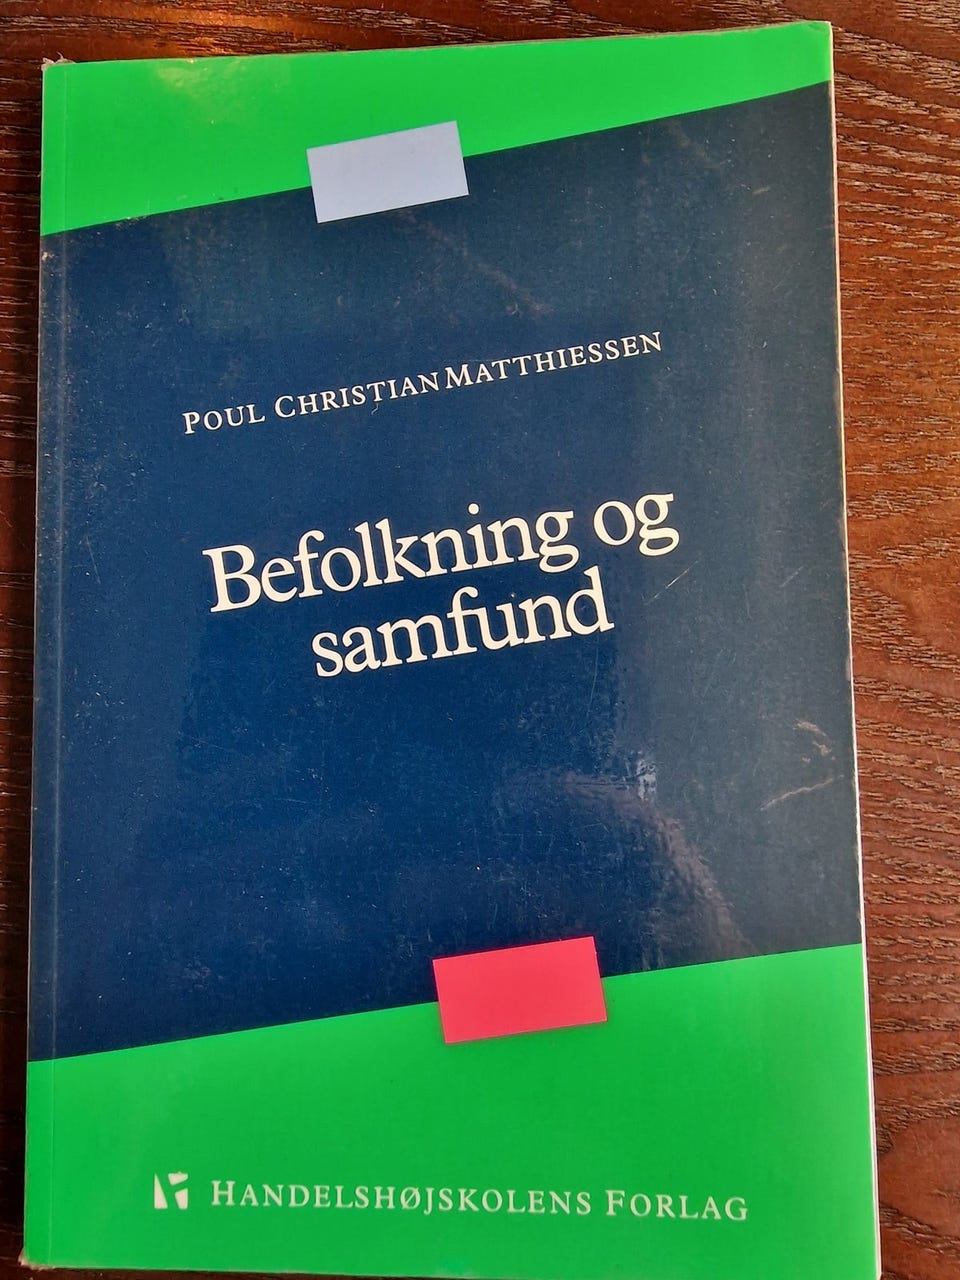 POUL CHRISTIAN MATTHIESSEN
Befolkning og
samfund
HANDELSHØJSKOLENS FORLAG